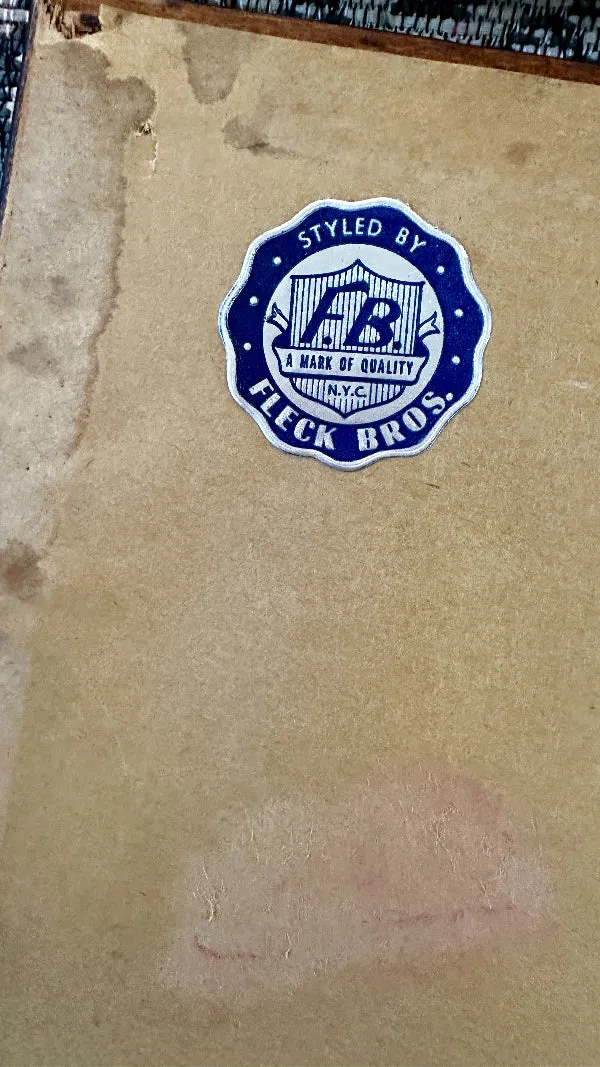 STYLED BY
F.B.
A MARK OF QUALITY
N.Y.C.
FLECK BROS.